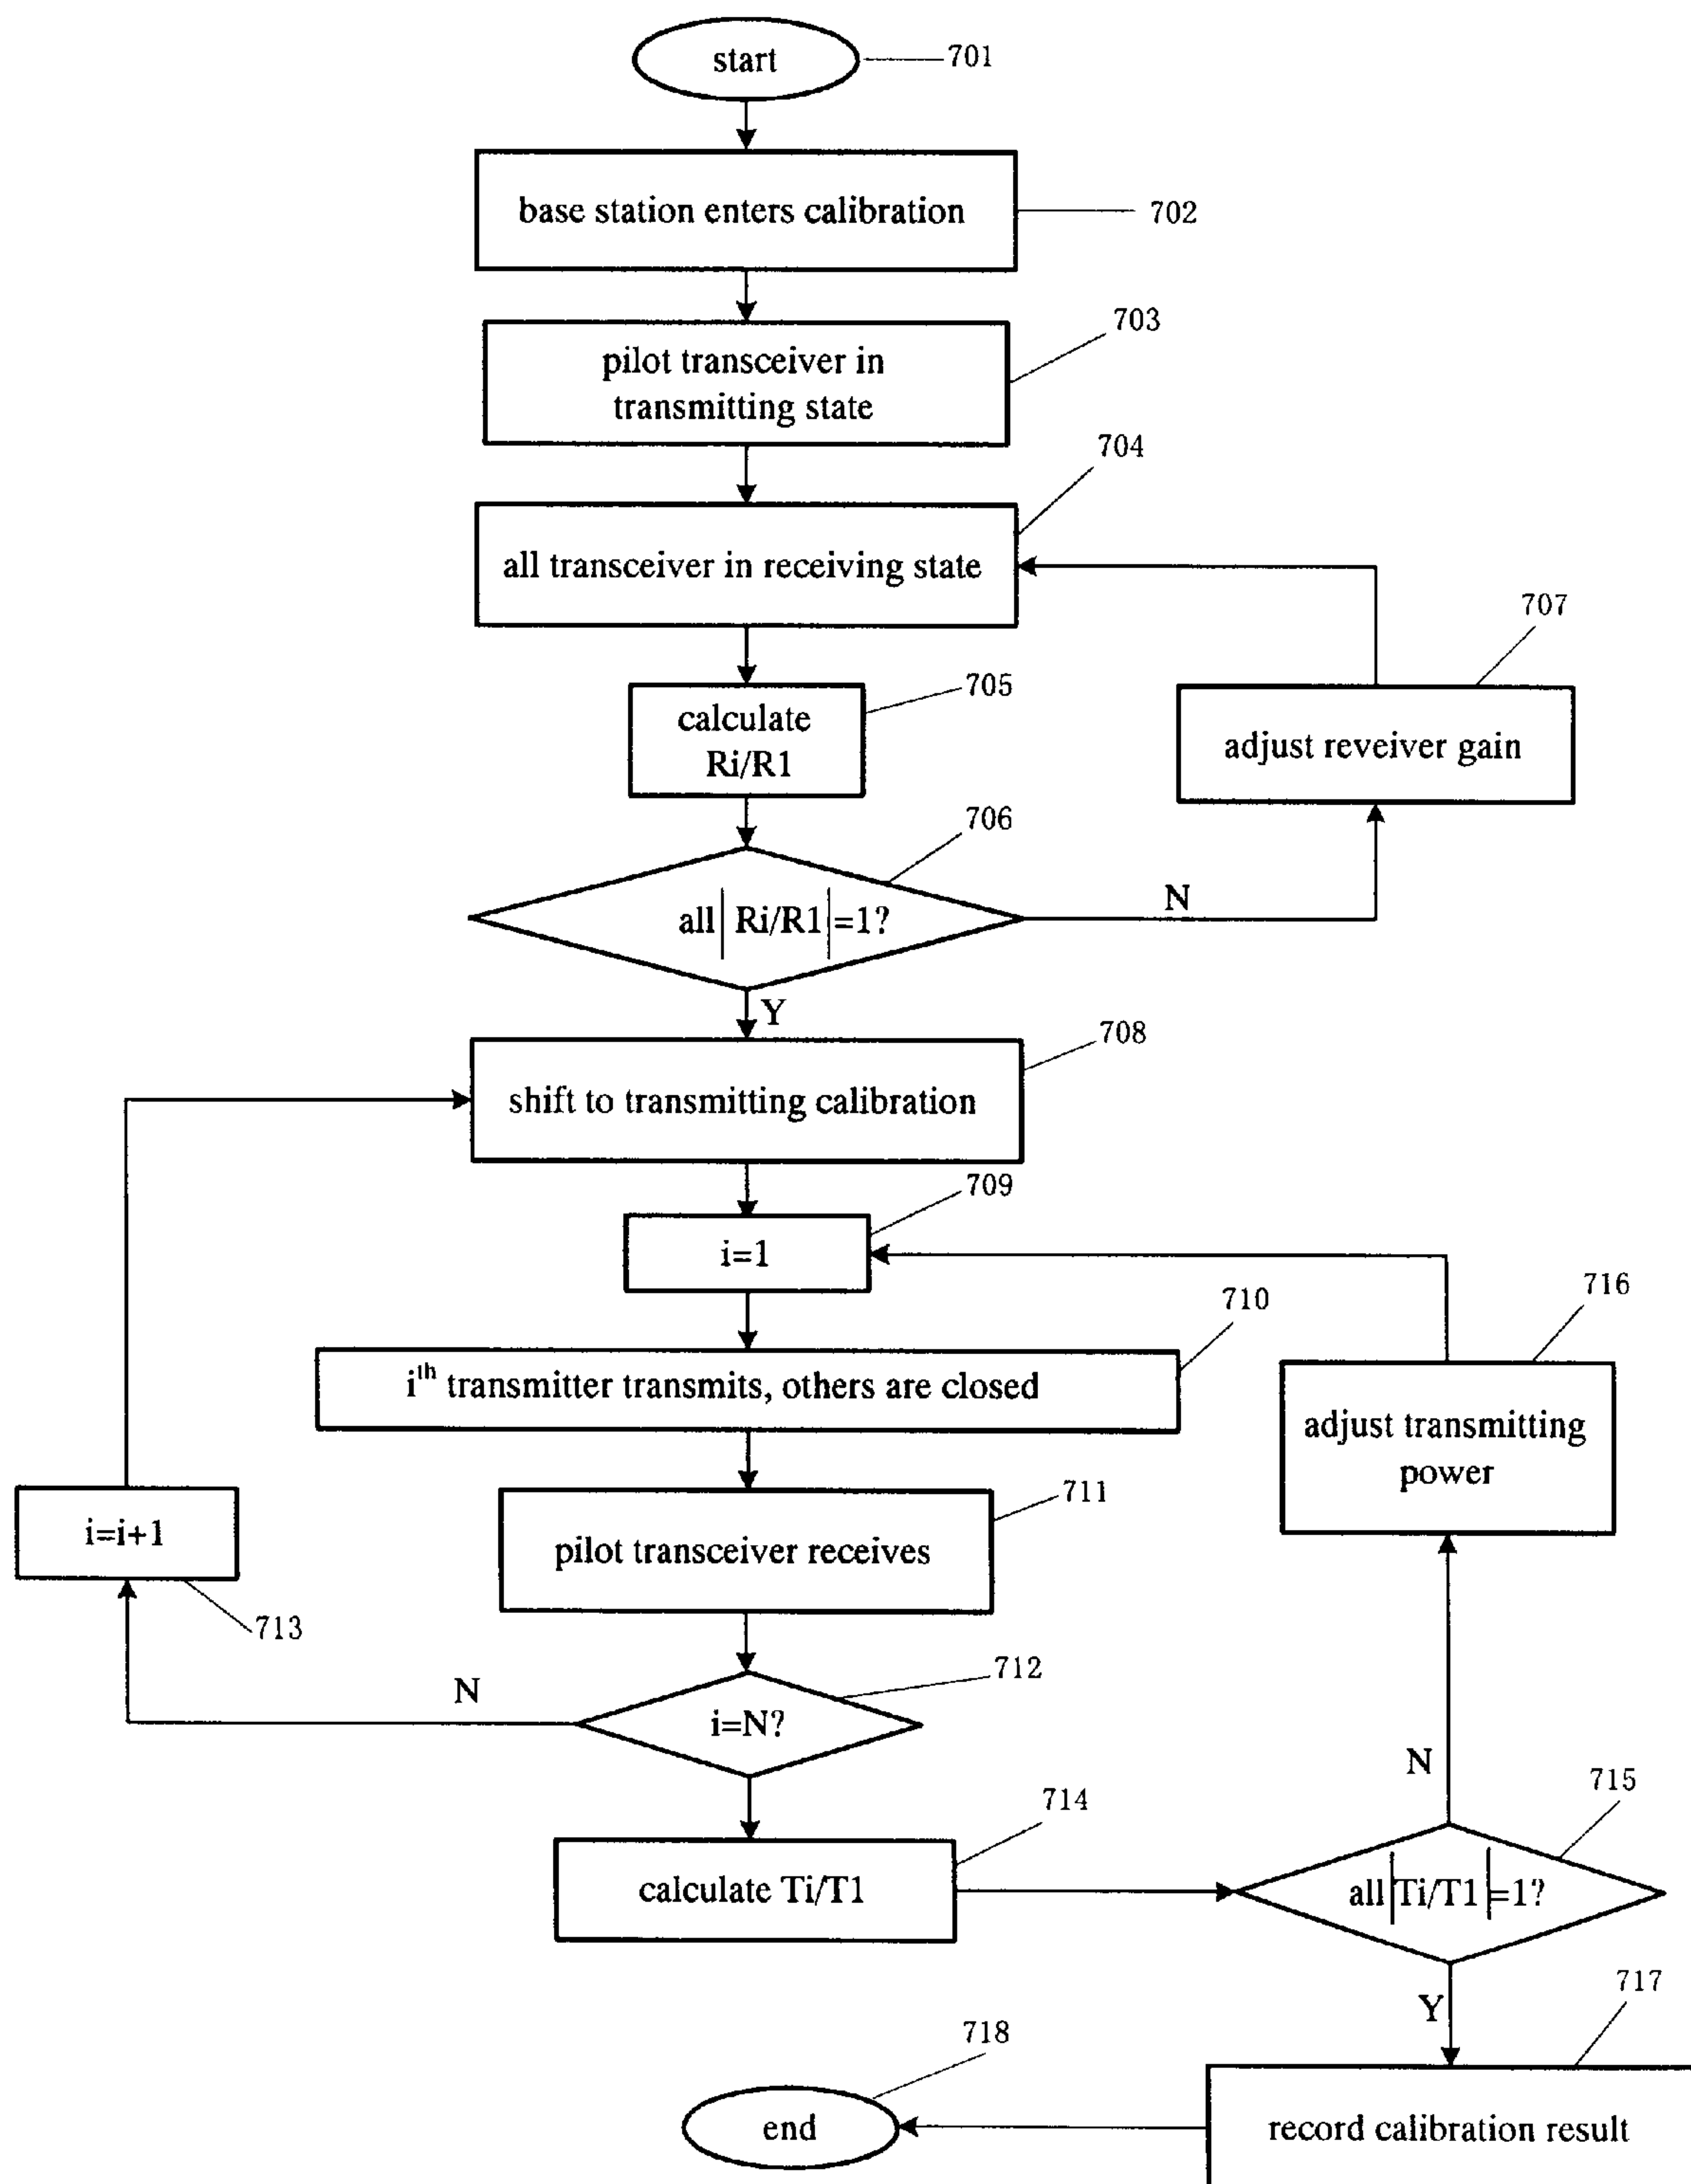 start
701
base station enters calibration
702
pilot transceiver in
transmitting state
703
704
all transceiver in receiving state
705
calculate
Ri/R1
707
adjust reveiver gain
706
all | Ri/R1 | =1?
N
Y
708
shift to transmitting calibration
709
i=1
710
ith transmitter transmits, others are closed
716
adjust transmitting
power
711
pilot transceiver receives
i=i+1
713
712
N
i=N?
714
calculate Ti/T1
N
715
all | Ti/T1 | =1?
Y
717
record calibration result
718
end